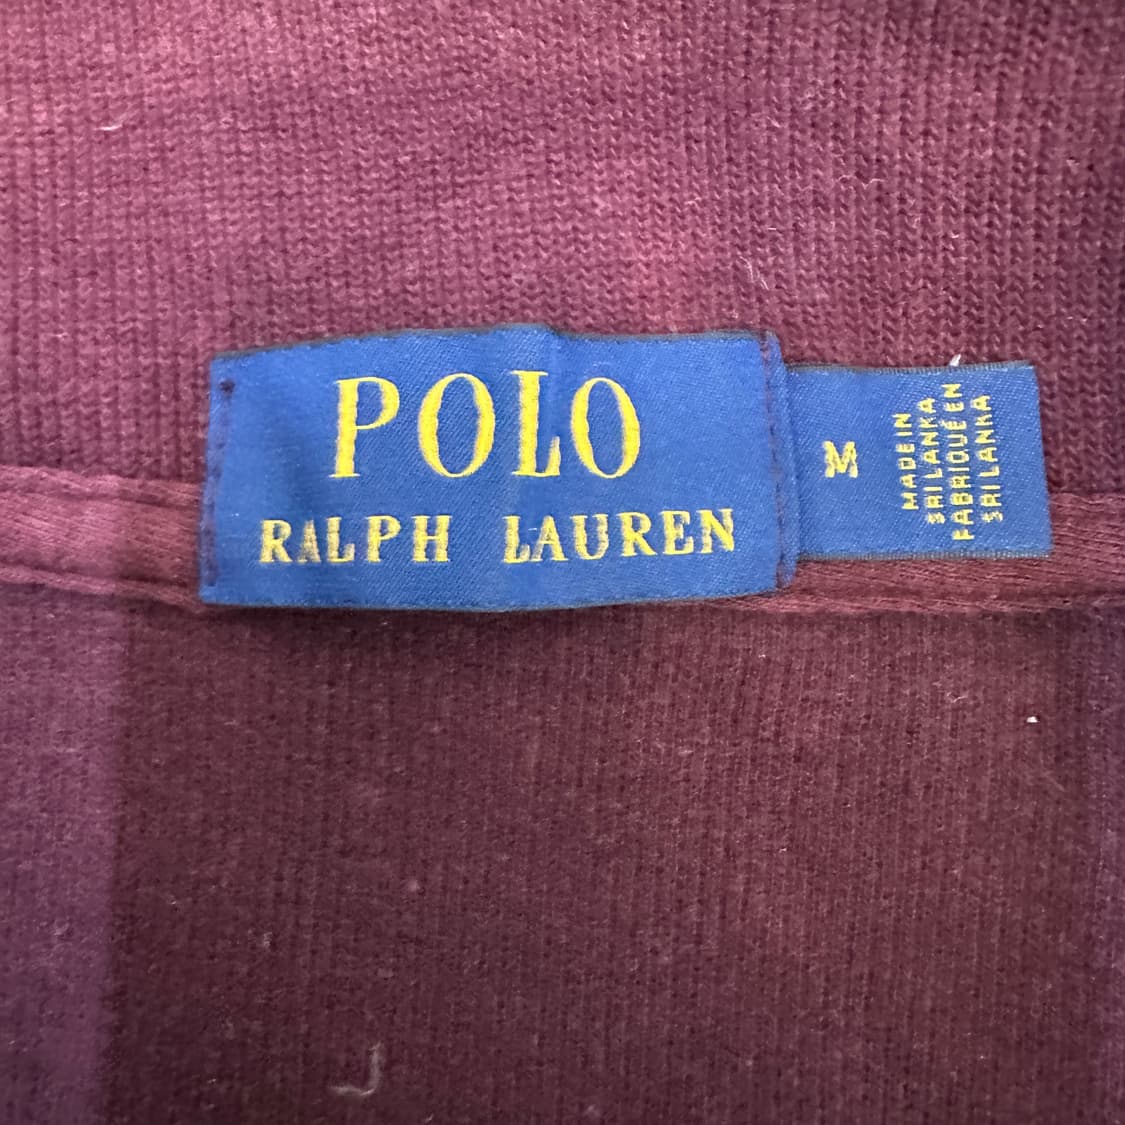 POLO
RALPH LAUREN
M
MADE IN
SRI LANKA
FABRIQUÉ EN
SRI LANKA